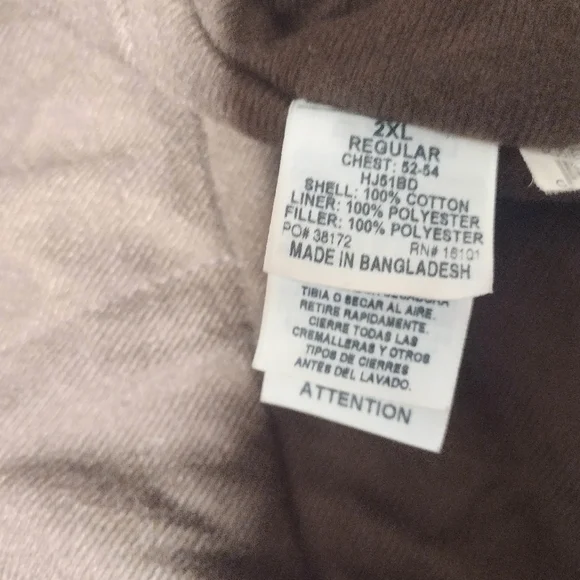 2XL
REGULAR
CHEST: 52-54
HJ51BD
SHELL: 100% COTTON
LINER: 100% POLYESTER
FILLER: 100% POLYESTER
PO# 38172 RN# 16101
MADE IN BANGLADESH
TIBIA O SECAR AL AIRE.
RETIRE RAPIDAMENTE.
CIERRE TODAS LAS
CREMALLERAS Y OTROS
TIPOS DE CIERRES
ANTES DEL LAVADO.
ATTENTION